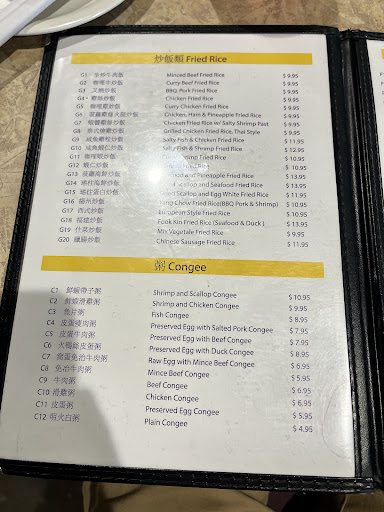 炒飯類 Fried Rice
G1 生炒牛肉飯 Minced Beef Fried Rice $ 9.95
G2 咖喱牛炒飯 Curry Beef Fried Rice $ 9.95
G3 叉燒炒飯 BBQ Pork Fried Rice $ 9.95
G4 雞絲炒飯 Chicken Fried Rice $ 9.95
G5 咖喱雞炒飯 Curry Chicken Fried Rice $ 9.95
G6 Chicken, Ham & Pineapple Fried Rice $ 9.95
G7 Chicken Fried Rice w/ Salty Shrimp Past $ 9.95
G8 泰式燒雞炒飯 Grilled Chicken Fried Rice, Thai Style $ 9.95
G9 咸魚雞粒炒飯 Salty Fish & Chicken Fried Rice $ 11.95
G10 咸魚蝦仁炒飯 Salty Fish & Shrimp Fried Rice $ 12.95
G11 咖喱蝦炒飯 Shrimp Fried Rice $ 10.95
G12 蝦仁炒飯 Fried Rice $ 10.95
G13 菠蘿海鮮炒飯 and Pineapple Fried Rice $ 13.95
G14 Scallop and Seafood Fried Rice $ 13.95
G15 Scallop and Egg White Fried Rice $ 11.95
G16 楊州炒飯 Chow Fried Rice(BBQ Pork & Shrimp) $ 10.95
G17 西式炒飯 European Style Fried Rice $ 10.95
G18 福建炒飯 Fook Kin Fried Rice (Seafood & Duck ) $ 13.95
G19 什菜炒飯 Mix Vegetale Fried Rice $ 9.95
G20 臘腸炒飯 Chinese Sausage Fried Rice $ 11.95
粥 Congee
C1 鮮蝦帶子粥 Shrimp and Scallop Congee $ 10.95
C2 鮮蝦滑雞粥 Shrimp and Chicken Congee $ 9.95
C3 魚片粥 Fish Congee $ 8.95
C4 皮蛋瘦肉粥 Preserved Egg with Salted Pork Congee $ 7.95
C5 皮蛋牛肉粥 Preserved Egg with Beef Congee $ 7.95
C6 火鴨絲皮蛋粥 Preserved Egg with Duck Congee $ 8.95
C7 窩蛋免治牛肉粥 Raw Egg with Mince Beef Congee $ 7.95
C8 免治牛肉粥 Mince Beef Congee $ 6.95
C9 牛肉粥 Beef Congee $ 6.95
C10 滑雞粥 Chicken Congee $ 6.95
C11 皮蛋粥 Preserved Egg Congee $ 5.95
C12 明火白粥 Plain Congee $ 4.95